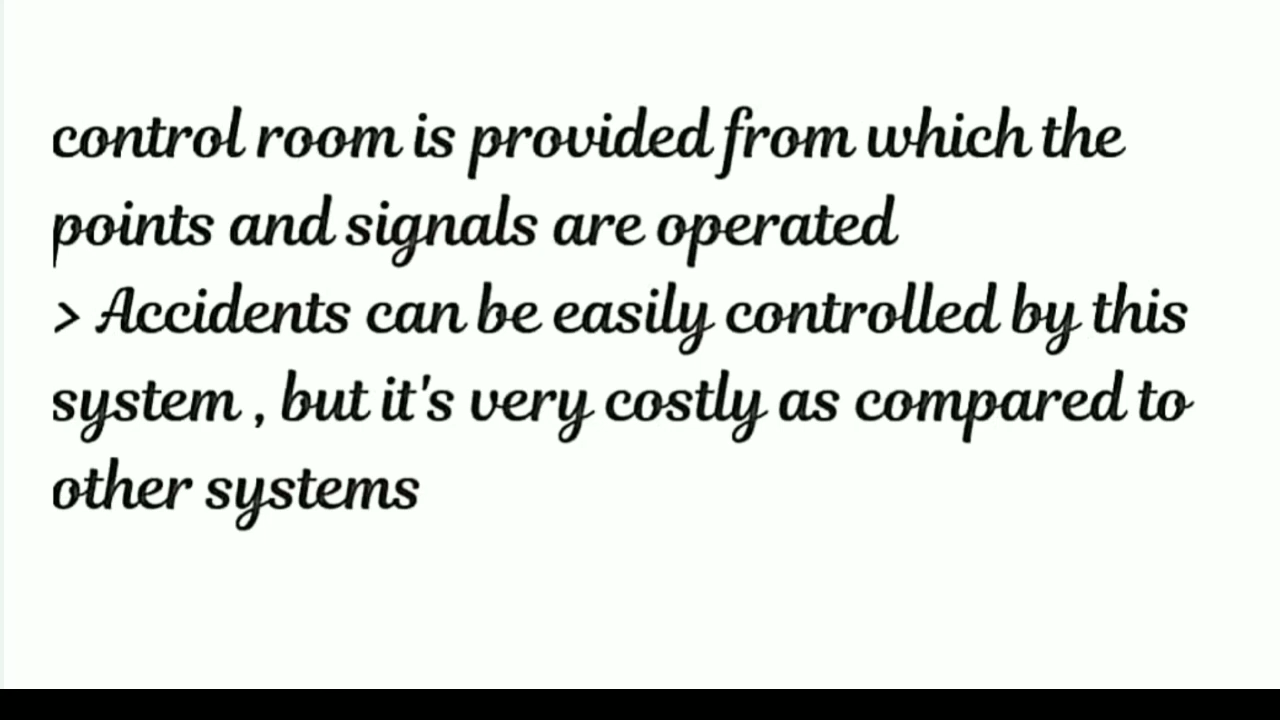 control room is provided from which the
points and signals are operated
> Accidents can be easily controlled by this
system , but it's very costly as compared to
other systems